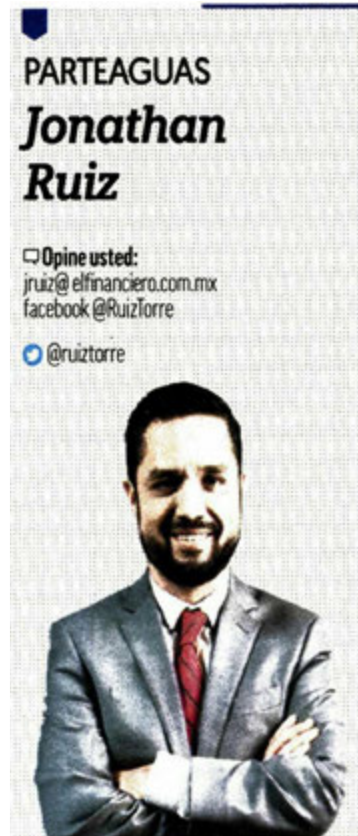 PARTEAGUAS
Jonathan
Ruiz
Opine usted:
jruiz@elfinanciero.com.mx
facebook @RuizTorre
@ruiztorre